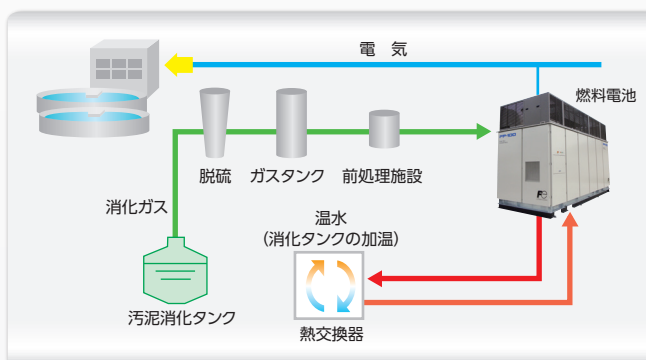 電 気
燃料電池
脱硫
ガスタンク
前処理施設
消化ガス
温水
(消化タンクの加温)
汚泥消化タンク
熱交換器